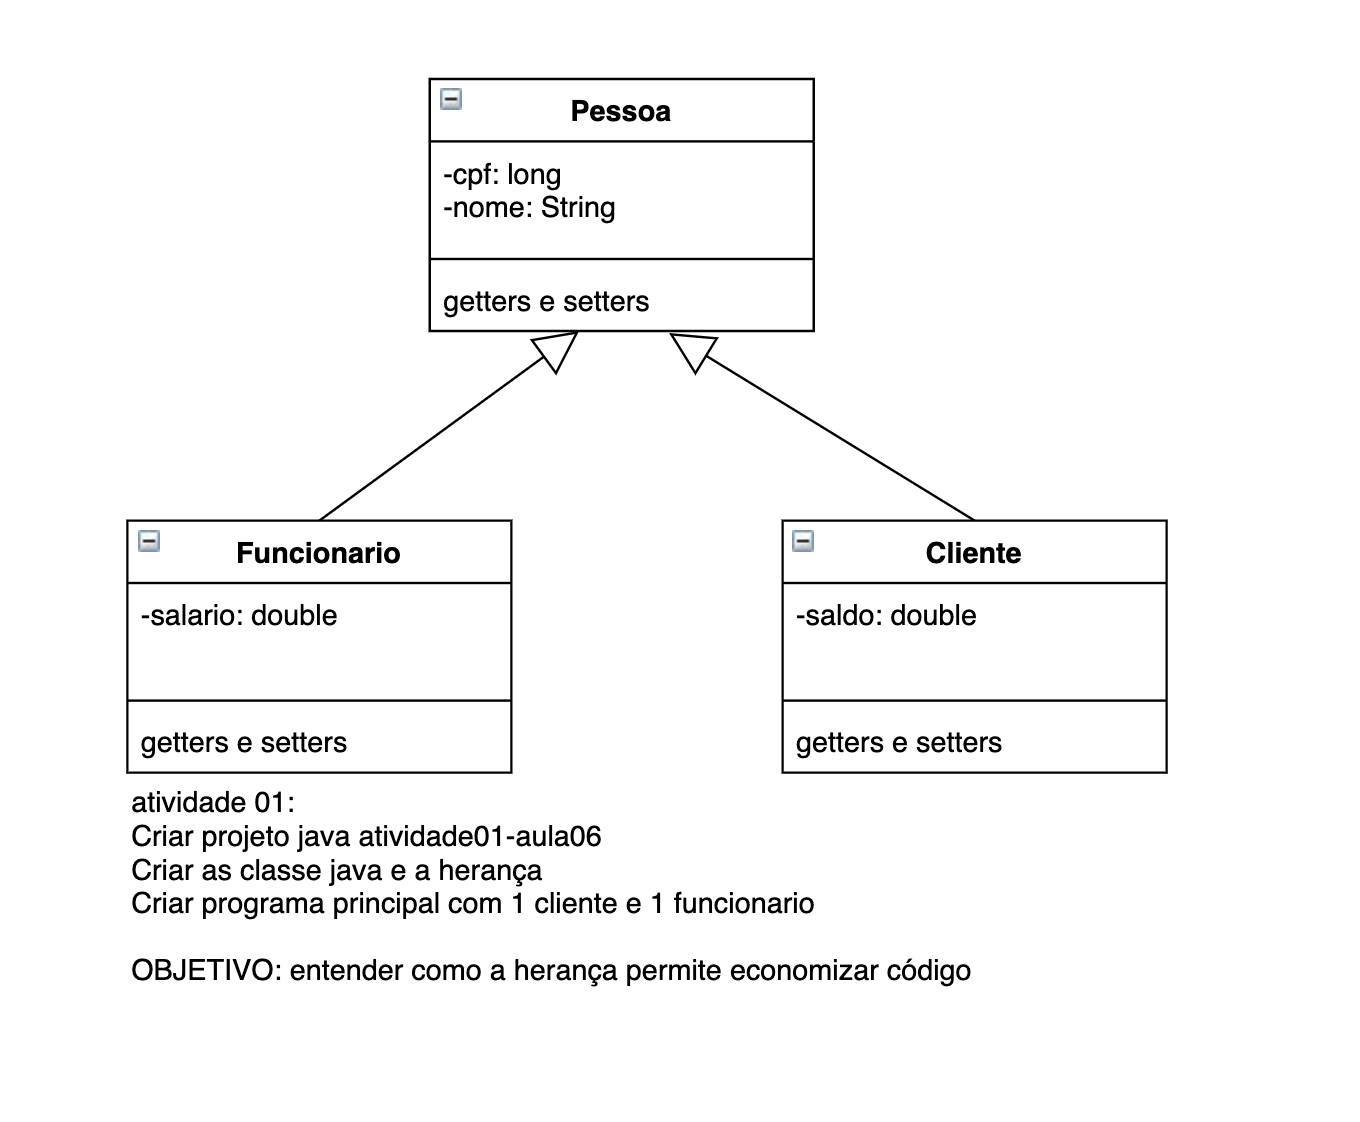 Pessoa
-cpf: long
-nome: String
getters e setters
Funcionario
-salario: double
getters e setters
Cliente
-saldo: double
getters e setters
atividade 01:
Criar projeto java atividade01-aula06
Criar as classe java e a herança
Criar programa principal com 1 cliente e 1 funcionario
OBJETIVO: entender como a herança permite economizar código